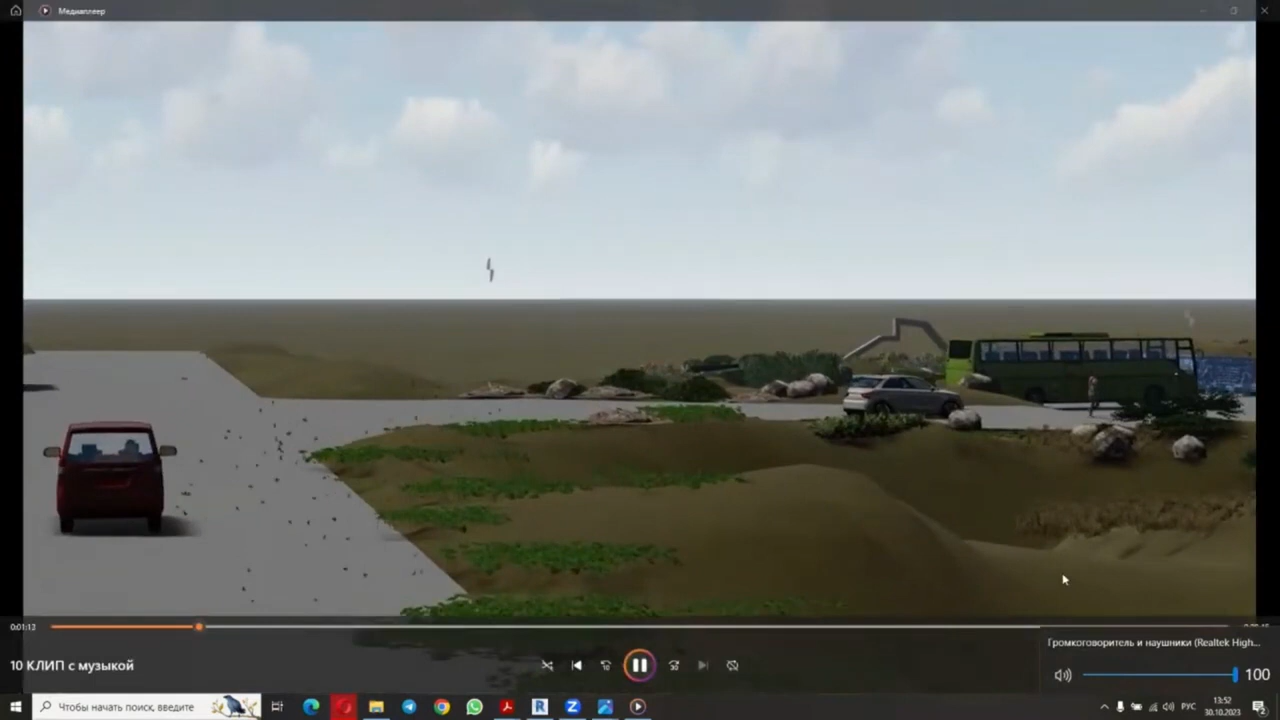 Медиаплеер
0:01:13
10 КЛИП с музыкой
Громкоговоритель и наушники (Realtek High...
100
Чтобы начать поиск, введите
РУС
13:52
30.10.2023